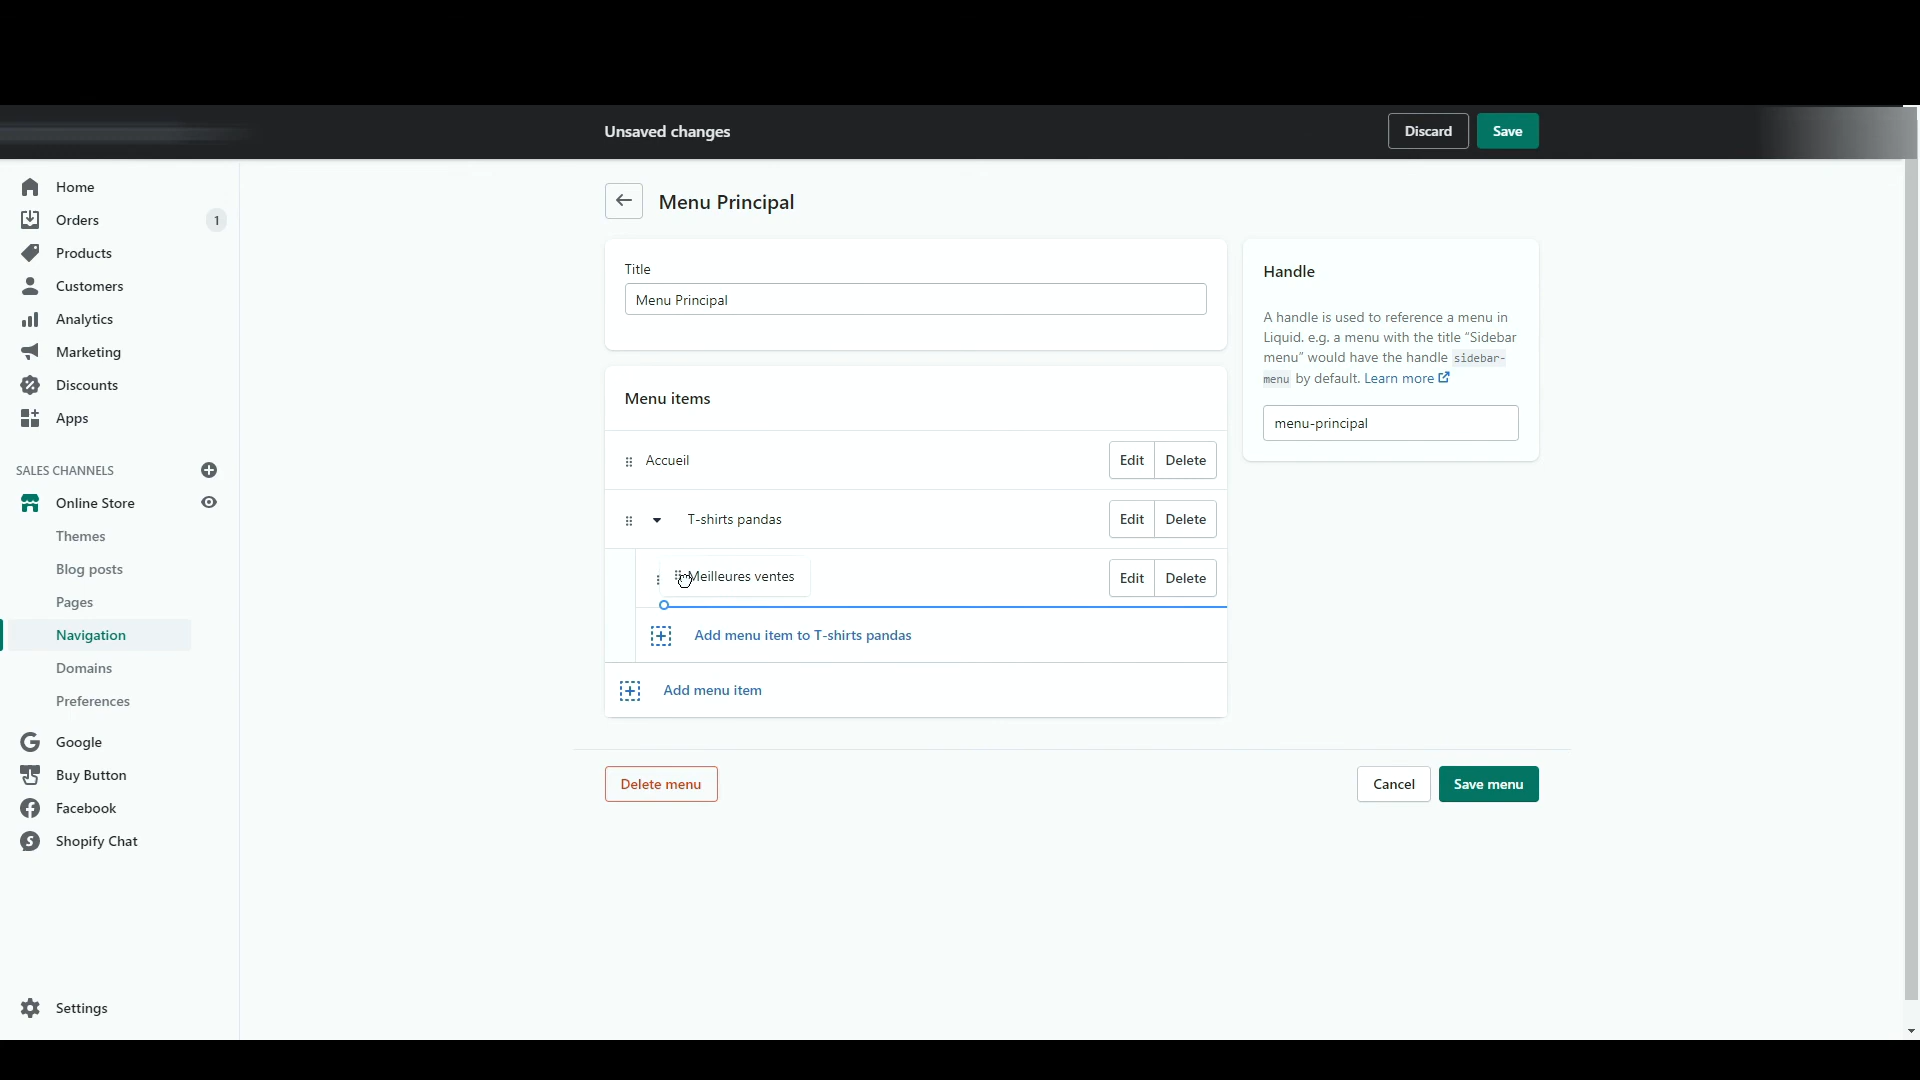 Unsaved changes
Discard
Save
Home
Orders
1
Products
Customers
Analytics
Marketing
Discounts
Apps
SALES CHANNELS
Online Store
Themes
Blog posts
Pages
Navigation
Domains
Preferences
Google
Buy Button
Facebook
Shopify Chat
Settings
Menu Principal
Title
Menu Principal
Menu items
Accueil
Edit
Delete
T-shirts pandas
Edit
Delete
Meilleures ventes
Edit
Delete
Add menu item to T-shirts pandas
Add menu item
Handle
A handle is used to reference a menu in
Liquid. e.g. a menu with the title “Sidebar
menu” would have the handle sidebar-
menu by default. Learn more
menu-principal
Delete menu
Cancel
Save menu